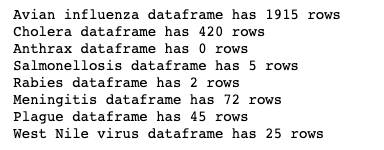 Avian influenza dataframe has 1915 rows
Cholera dataframe has 420 rows
Anthrax dataframe has 0 rows
Salmonellosis dataframe has 5 rows
Rabies dataframe has 2 rows
Meningitis dataframe has 72 rows
Plague dataframe has 45 rows
West Nile virus dataframe has 25 rows